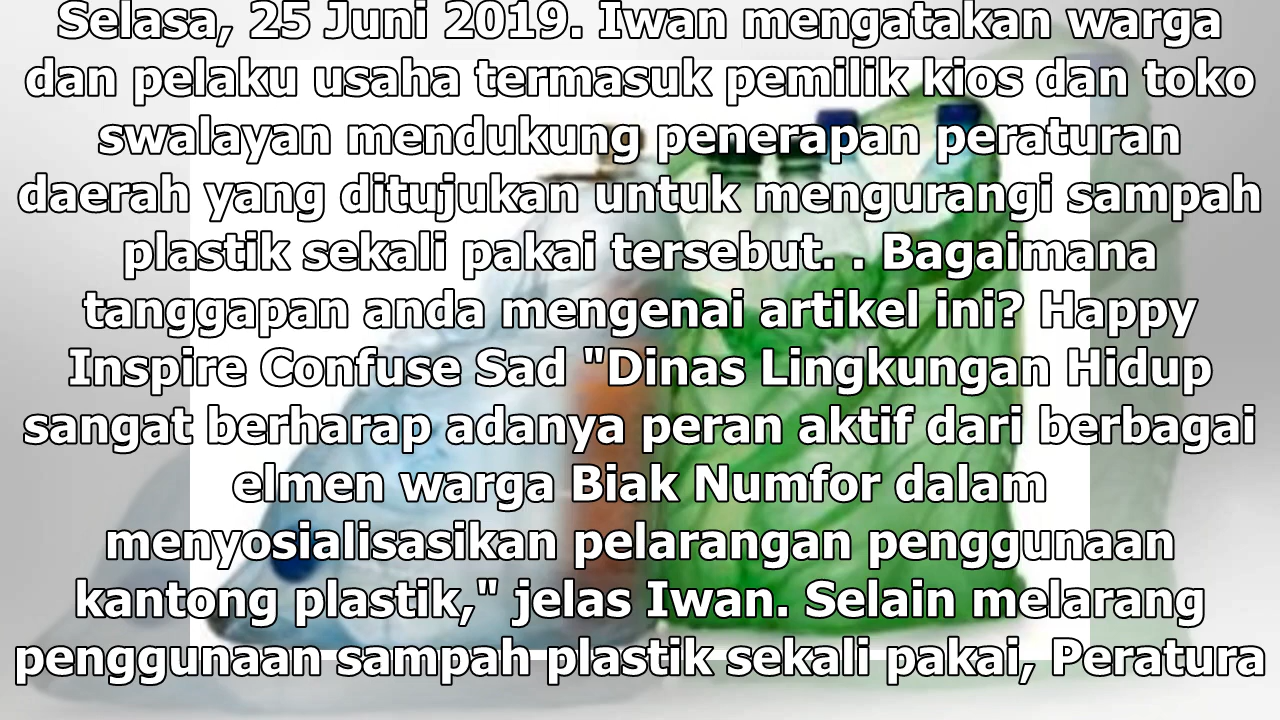 Selasa, 25 Juni 2019. Iwan mengatakan warga
dan pelaku usaha termasuk pemilik kios dan toko
swalayan mendukung penerapan peraturan
daerah yang ditujukan untuk mengurangi sampah
plastik sekali pakai tersebut. . Bagaimana
tanggapan anda mengenai artikel ini? Happy
Inspire Confuse Sad "Dinas Lingkungan Hidup
sangat berharap adanya peran aktif dari berbagai
elmen warga Biak Numfor dalam
menyosialisasikan pelarangan penggunaan
kantong plastik," jelas Iwan. Selain melarang
penggunaan sampah plastik sekali pakai, Peratura